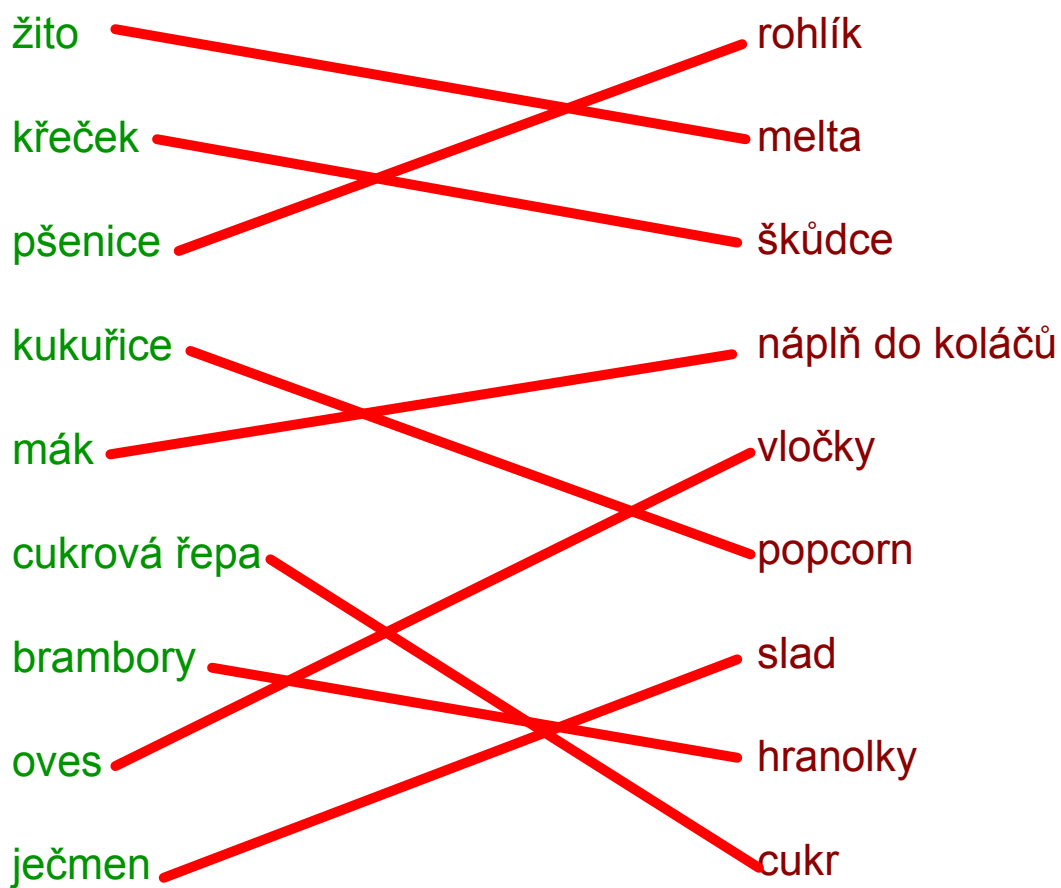 žito rohlík
křeček melta
pšenice škůdce
kukuřice náplň do koláčů
mák vločky
cukrová řepa popcorn
brambory slad
oves hranolky
ječmen cukr